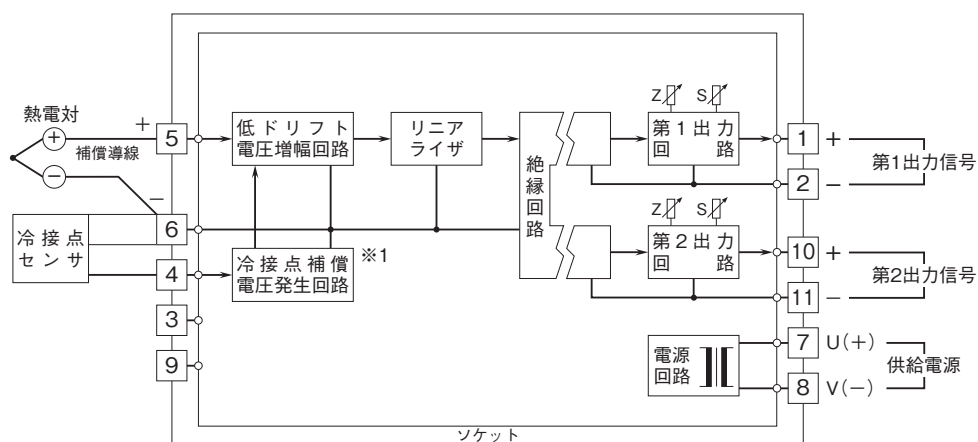 熱電対
+
補償導線
+
−
−
冷接点
センサ
5
6
4
3
9
低ドリフト
電圧増幅回路
リニア
ライザ
冷接点補償
電圧発生回路
※1
絶縁回路
Z
S
第1出力
回路
Z
S
第2出力
回路
電源
回路
1
+
2
−
第1出力信号
10
+
11
−
第2出力信号
7
U(+)
8
V(−)
供給電源
ソケット